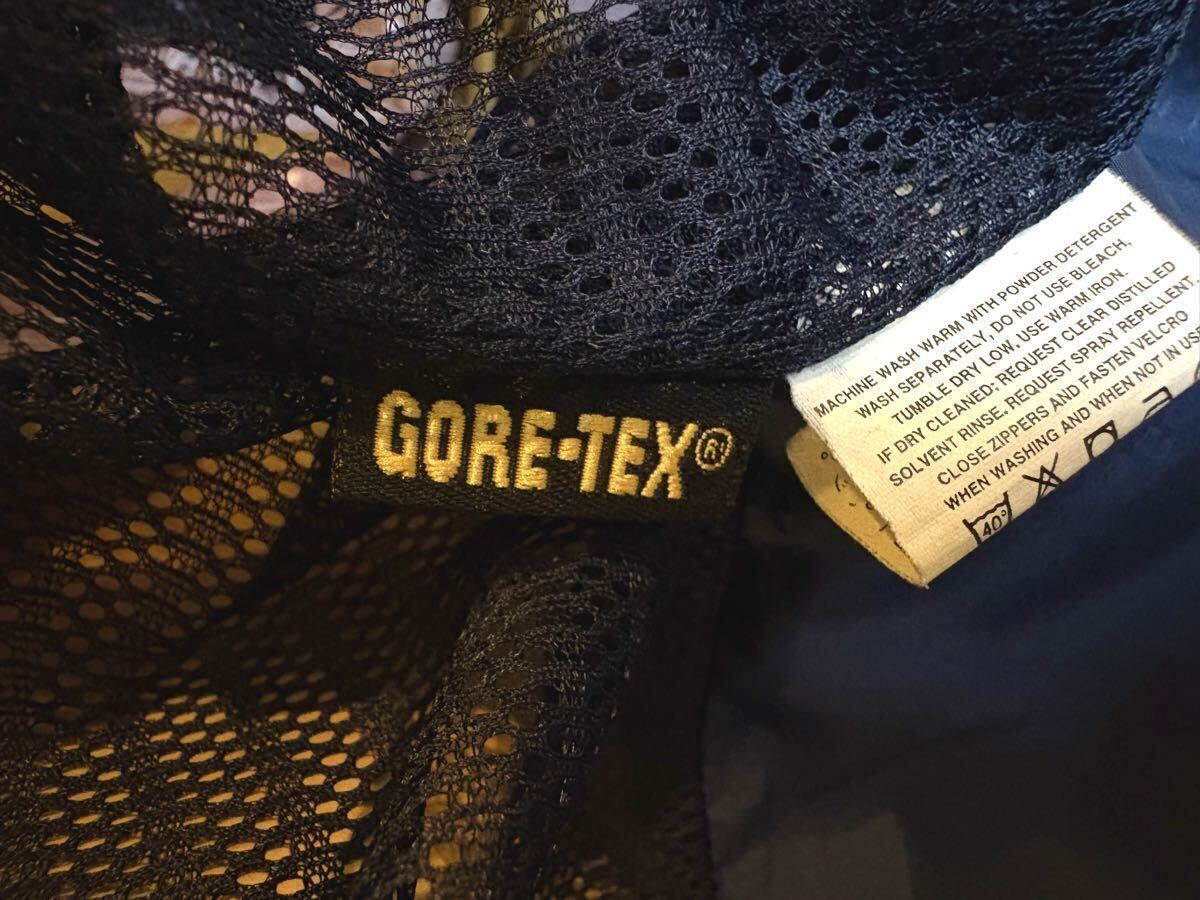 GORE-TEX®
MACHINE WASH WARM WITH POWDER DETERGENT
WASH SEPARATELY, DO NOT USE BLEACH,
TUMBLE DRY LOW. USE WARM IRON.
IF DRY CLEANED: REQUEST CLEAR DISTILLED
SOLVENT RINSE. REQUEST SPRAY REPELLENT.
CLOSE ZIPPERS AND FASTEN VELCRO
WHEN WASHING AND WHEN NOT IN US
40°